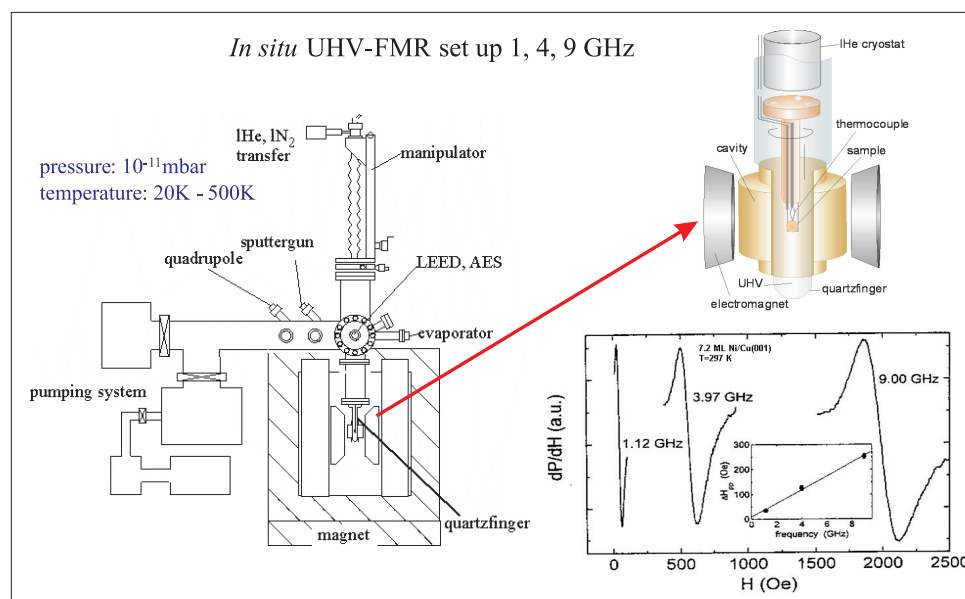 In situ UHV-FMR set up 1, 4, 9 GHz
pressure: 10⁻¹¹mbar
temperature: 20K - 500K
lHe, lN₂
transfer
manipulator
sputtergun
quadrupole
LEED, AES
evaporator
pumping system
quartzfinger
magnet
lHe cryostat
thermocouple
sample
cavity
UHV
quartzfinger
electromagnet
7.2 ML Ni/Cu(001)
T=297 K
9.00 GHz
3.97 GHz
1.12 GHz
dP/dH (a.u.)
300
200
100
0
ΔHpp (Oe)
0 2 4 6 8
frequency (GHz)
0 500 1000 1500 2000 2500
H (Oe)